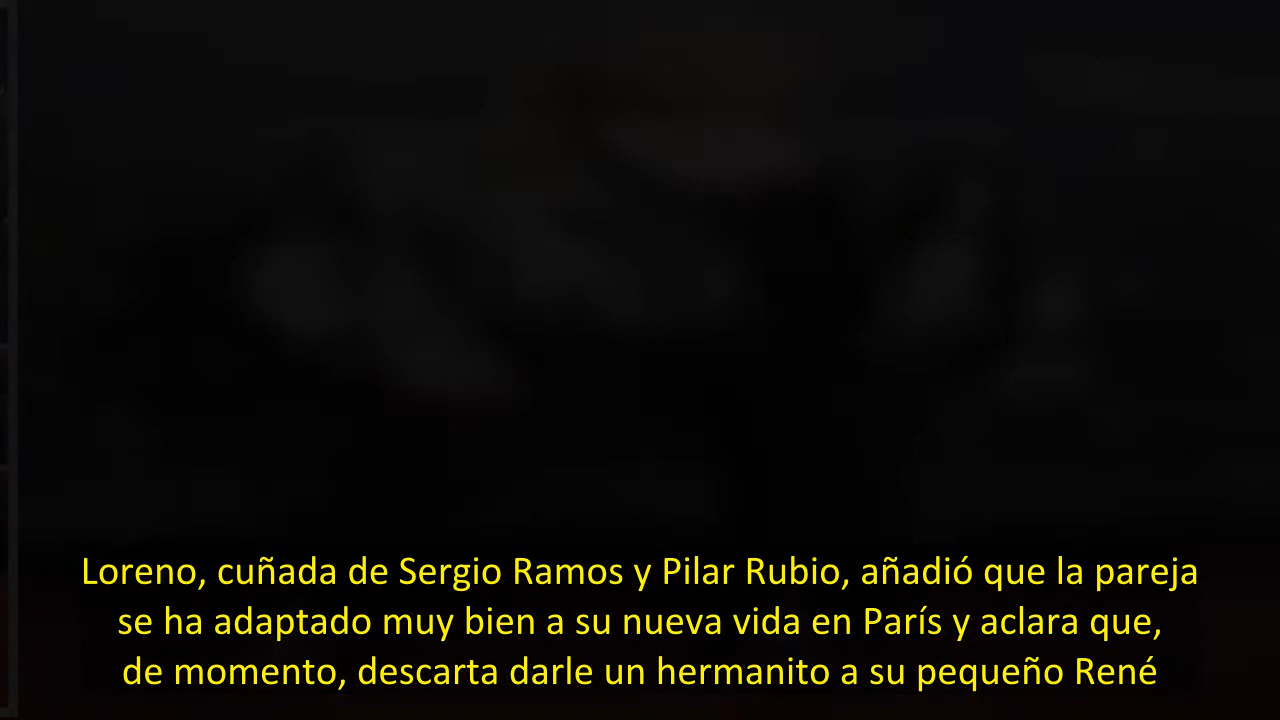 Loreno, cuñada de Sergio Ramos y Pilar Rubio, añadió que la pareja
se ha adaptado muy bien a su nueva vida en París y aclara que,
de momento, descarta darle un hermanito a su pequeño René